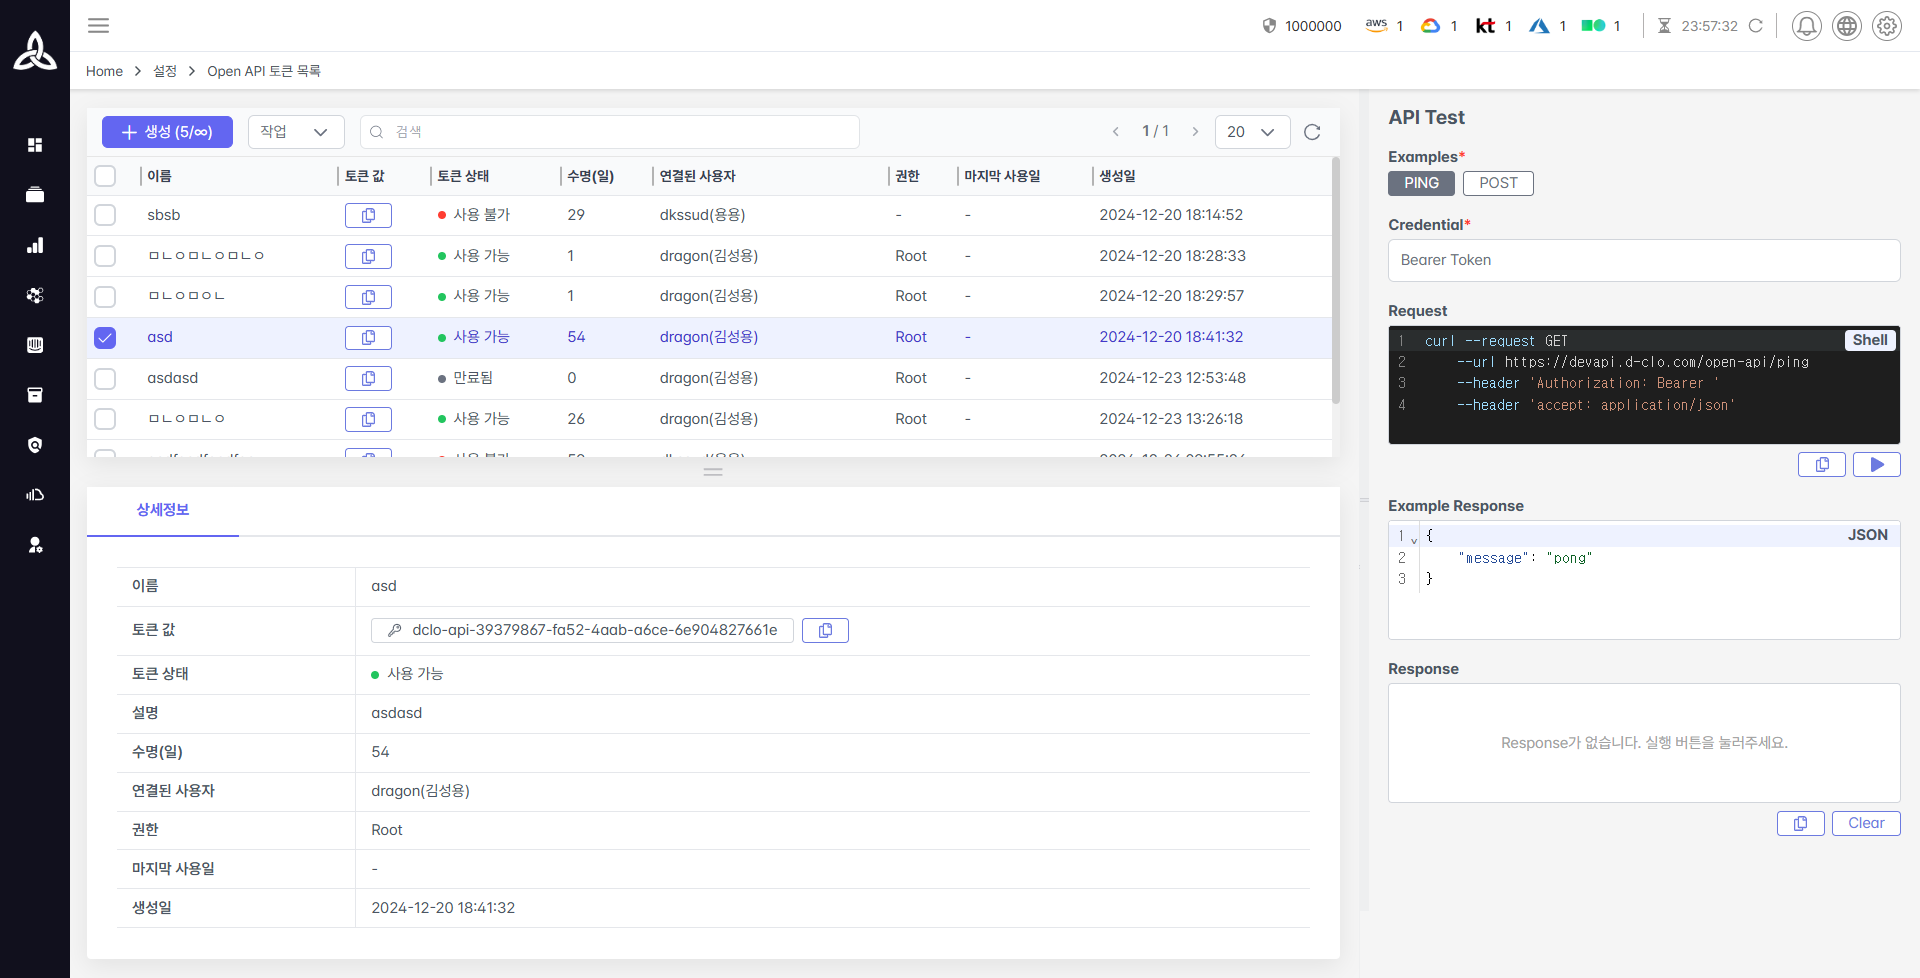 1000000 aws 1 1 kt 1 1 1 23:57:32
Home > 설정 > Open API 토큰 목록
생성 (5/∞) 작업 검색 1 / 1 20
이름 토큰 값 토큰 상태 수명(일) 연결된 사용자 권한 마지막 사용일 생성일
sbsb 사용 불가 29 dkssud(용용) - - 2024-12-20 18:14:52
ㅁㄴㅇㅁㄴㅇㅁㄴㅇ 사용 가능 1 dragon(김성용) Root - 2024-12-20 18:28:33
ㅁㄴㅇㅁㅇㄴ 사용 가능 1 dragon(김성용) Root - 2024-12-20 18:29:57
asd 사용 가능 54 dragon(김성용) Root - 2024-12-20 18:41:32
asdasd 만료됨 0 dragon(김성용) Root - 2024-12-23 12:53:48
ㅁㄴㅇㅁㄴㅇ 사용 가능 26 dragon(김성용) Root - 2024-12-23 13:26:18
상세정보
이름 asd
토큰 값 dclo-api-39379867-fa52-4aab-a6ce-6e904827661e
토큰 상태 사용 가능
설명 asdasd
수명(일) 54
연결된 사용자 dragon(김성용)
권한 Root
마지막 사용일 -
생성일 2024-12-20 18:41:32
API Test
Examples*
PING POST
Credential*
Bearer Token
Request
1 curl --request GET Shell
2 --url https://devapi.d-clo.com/open-api/ping
3 --header 'Authorization: Bearer '
4 --header 'accept: application/json'
Example Response
1 { JSON
2 "message": "pong"
3 }
Response
Response가 없습니다. 실행 버튼을 눌러주세요.
Clear